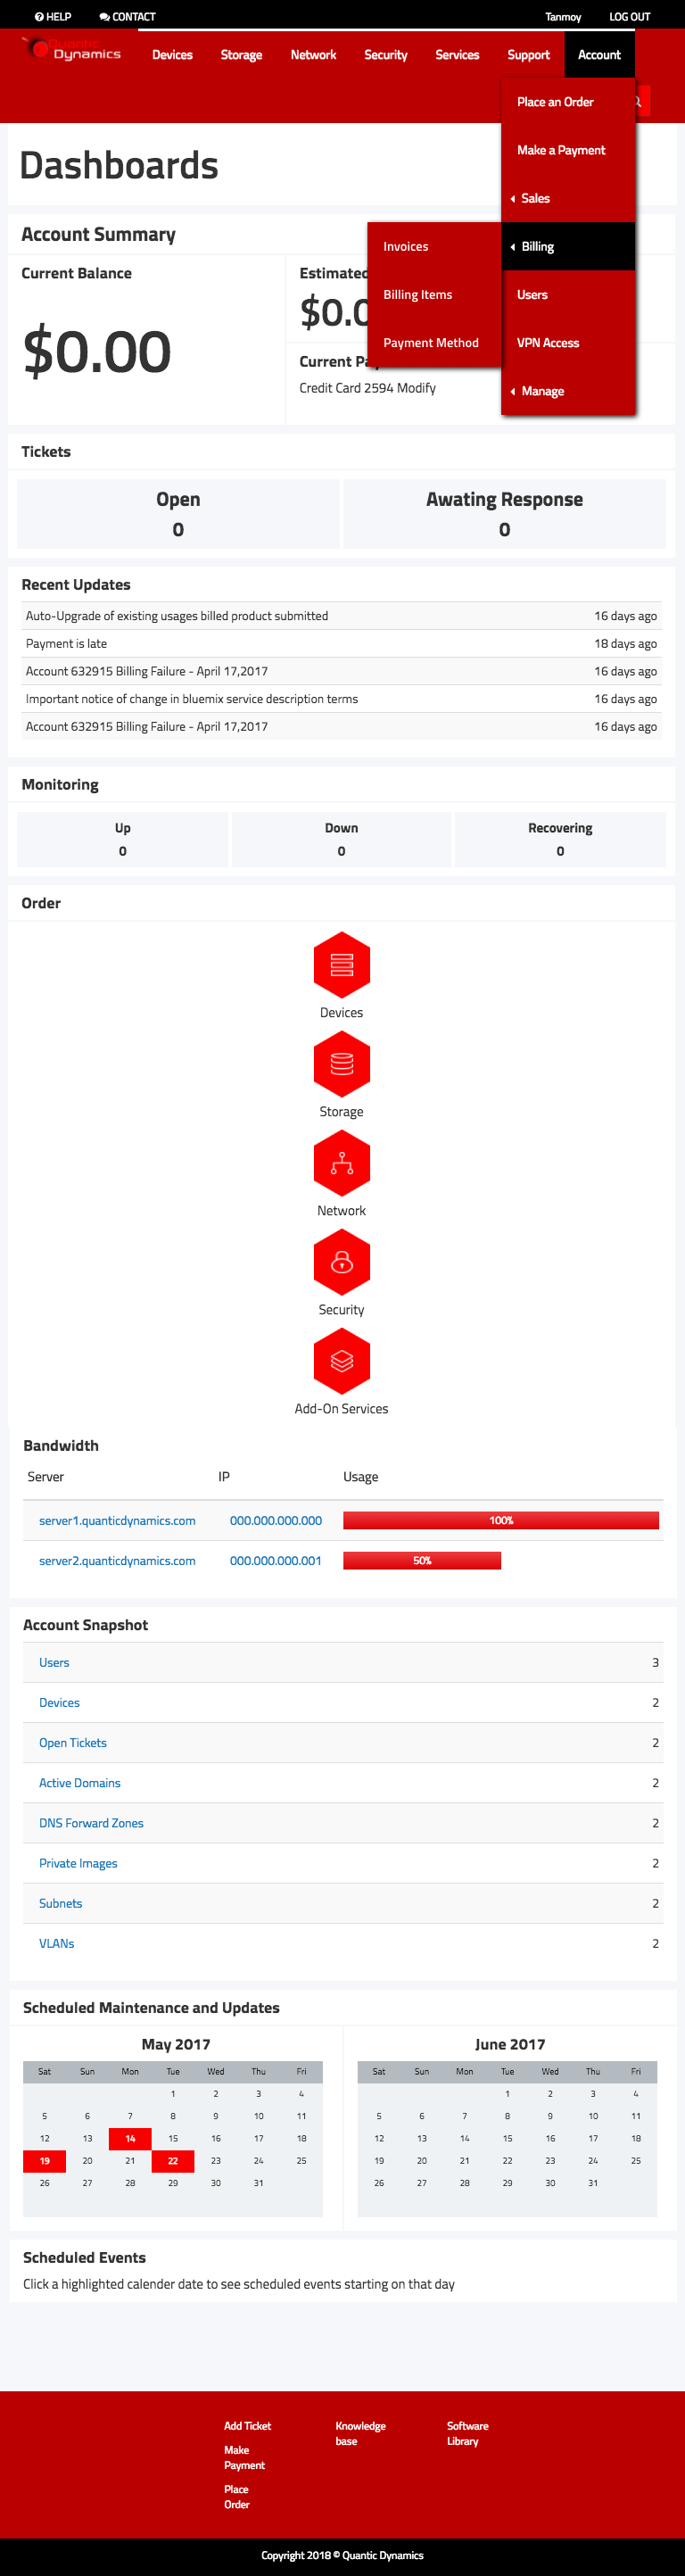 HELP CONTACT Tanmoy LOG OUT
Quantic
Dynamics
Devices Storage Network Security Services Support Account
Place an Order
Make a Payment
Sales
Billing
Users
VPN Access
Manage
Invoices
Billing Items
Payment Method
Dashboards
Account Summary
Current Balance
$0.00
Estimated
$0.0
Current Pay
Credit Card 2594 Modify
Tickets
Open Awating Response
0 0
Recent Updates
Auto-Upgrade of existing usages billed product submitted 16 days ago
Payment is late 18 days ago
Account 632915 Billing Failure - April 17,2017 16 days ago
Important notice of change in bluemix service description terms 16 days ago
Account 632915 Billing Failure - April 17,2017 16 days ago
Monitoring
Up Down Recovering
0 0 0
Order
Devices
Storage
Network
Security
Add-On Services
Bandwidth
Server IP Usage
server1.quanticdynamics.com 000.000.000.000 100%
server2.quanticdynamics.com 000.000.000.001 50%
Account Snapshot
Users 3
Devices 2
Open Tickets 2
Active Domains 2
DNS Forward Zones 2
Private Images 2
Subnets 2
VLANs 2
Scheduled Maintenance and Updates
May 2017
Sat Sun Mon Tue Wed Thu Fri
1 2 3 4
5 6 7 8 9 10 11
12 13 14 15 16 17 18
19 20 21 22 23 24 25
26 27 28 29 30 31
June 2017
Sat Sun Mon Tue Wed Thu Fri
1 2 3 4
5 6 7 8 9 10 11
12 13 14 15 16 17 18
19 20 21 22 23 24 25
26 27 28 29 30 31
Scheduled Events
Click a highlighted calender date to see scheduled events starting on that day
Add Ticket
Make
Payment
Place
Order
Knowledge
base
Software
Library
Copyright 2018 © Quantic Dynamics